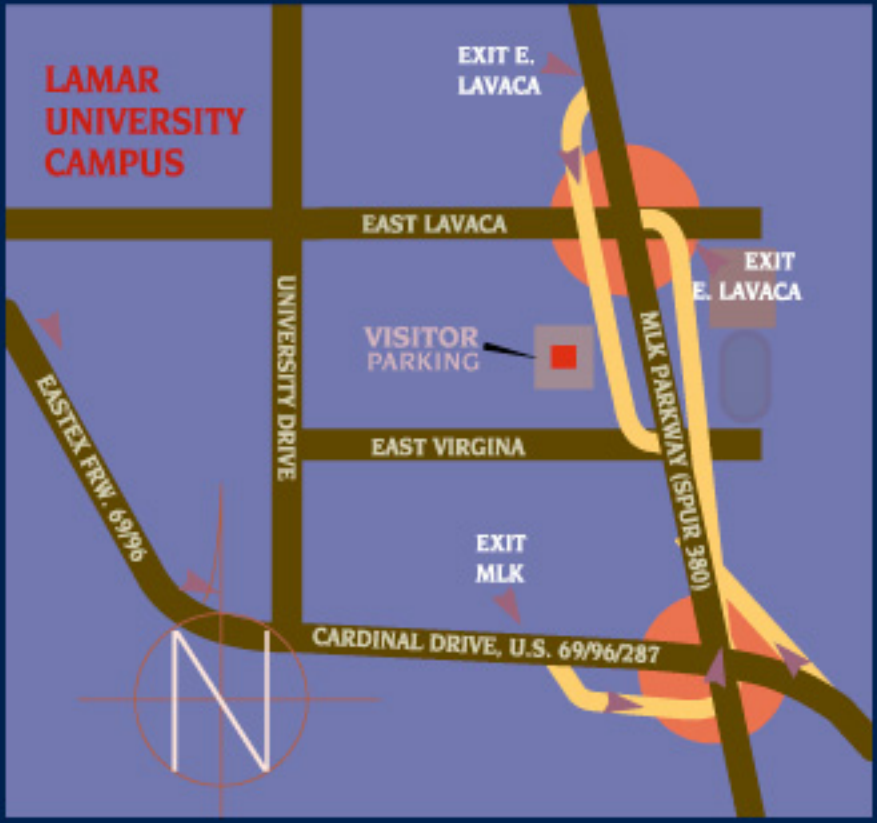 LAMAR
UNIVERSITY
CAMPUS
EXIT E.
LAVACA
EAST LAVACA
EXIT
E. LAVACA
UNIVERSITY DRIVE
VISITOR
PARKING
MLK PARKWAY (SPUR 380)
EASTEX FRW. 69/96
EAST VIRGINA
EXIT
MLK
CARDINAL DRIVE, U.S. 69/96/287
N